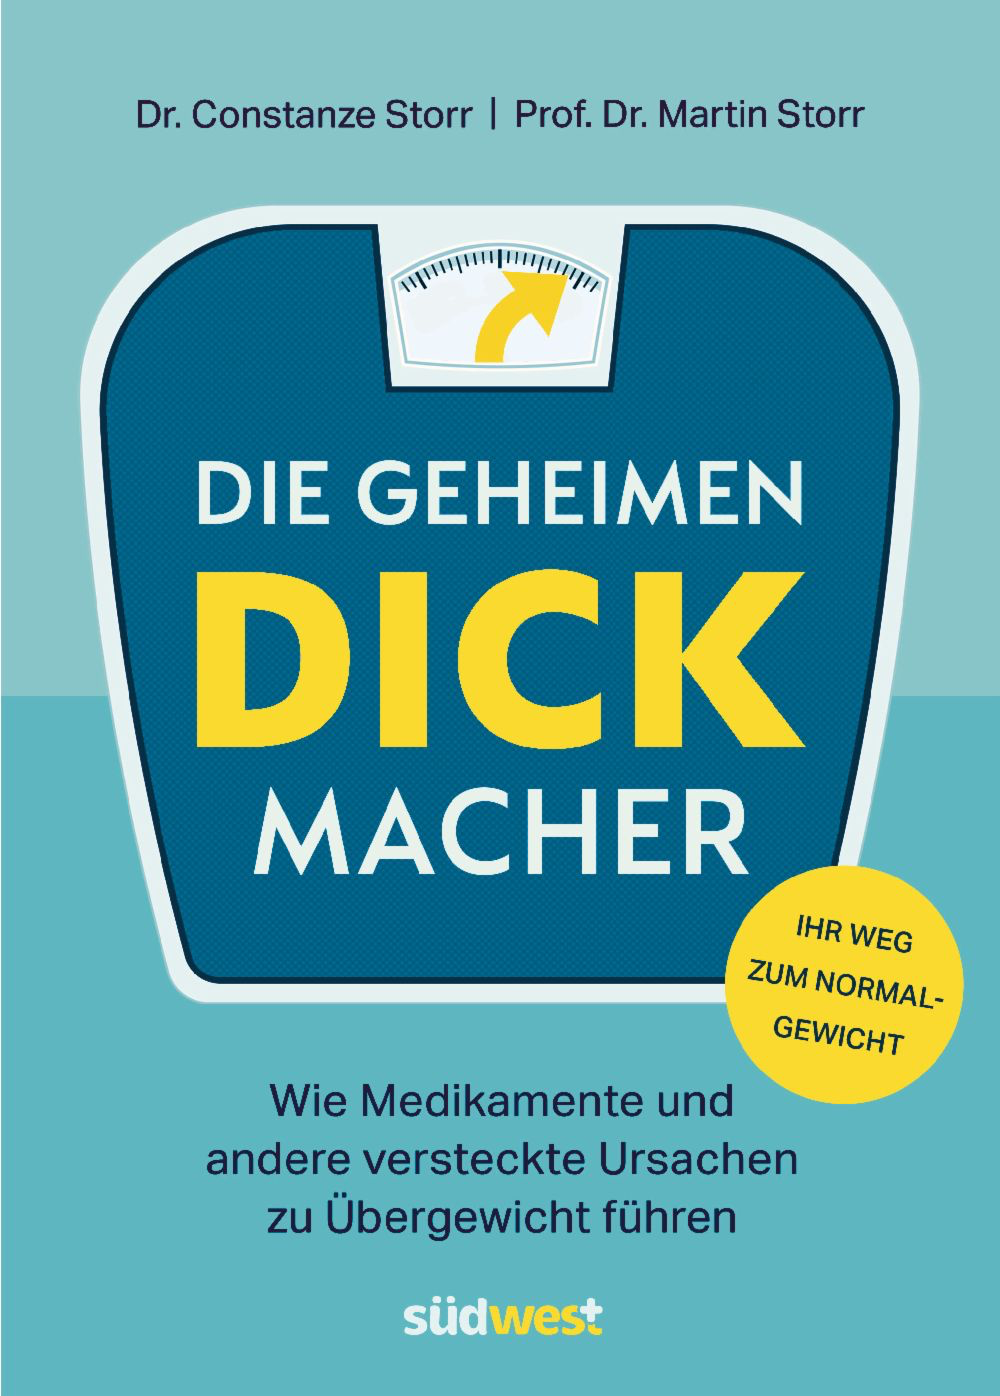 Dr. Constanze Storr | Prof. Dr. Martin Storr
DIE GEHEIMEN
DICK
MACHER
IHR WEG
ZUM NORMAL-
GEWICHT
Wie Medikamente und
andere versteckte Ursachen
zu Übergewicht führen
südwest